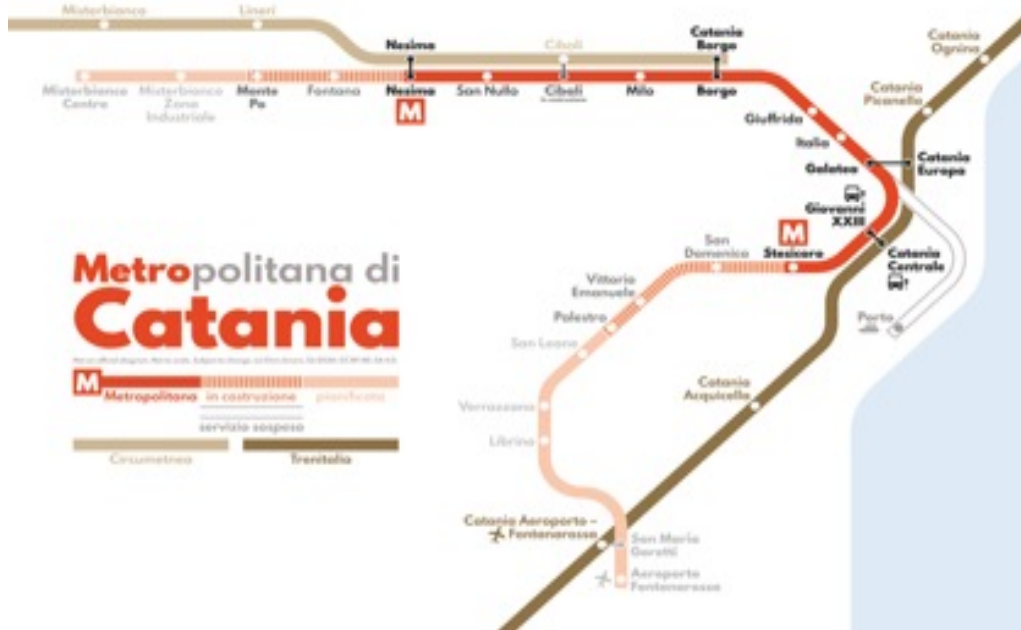 Misterbianco
Lineri
Nesima
Cibali
Catania
Borgo
Catania
Ognina
Misterbianco
Centro
Misterbianco
Zona
Industriale
Monte
Po
Fontana
Nesima
M
San Nullo
Cibali
Milo
Borgo
Giuffrida
Italia
Galatea
Catania
Picanello
Catania
Europa
Giovanni
XXIII
Catania
Centrale
Porto
M
Stesicoro
San
Domenico
Vittorio
Emanuele
Palestro
San Leone
Verrazzano
Librino
Catania
Acquicella
Catania Aeroporto –
Fontanarossa
Aeroporto
Fontanarossa
Metropolitana di
Catania
M
Metropolitana
in costruzione
pianificata
servizio sospeso
Circumetnea
Trenitalia